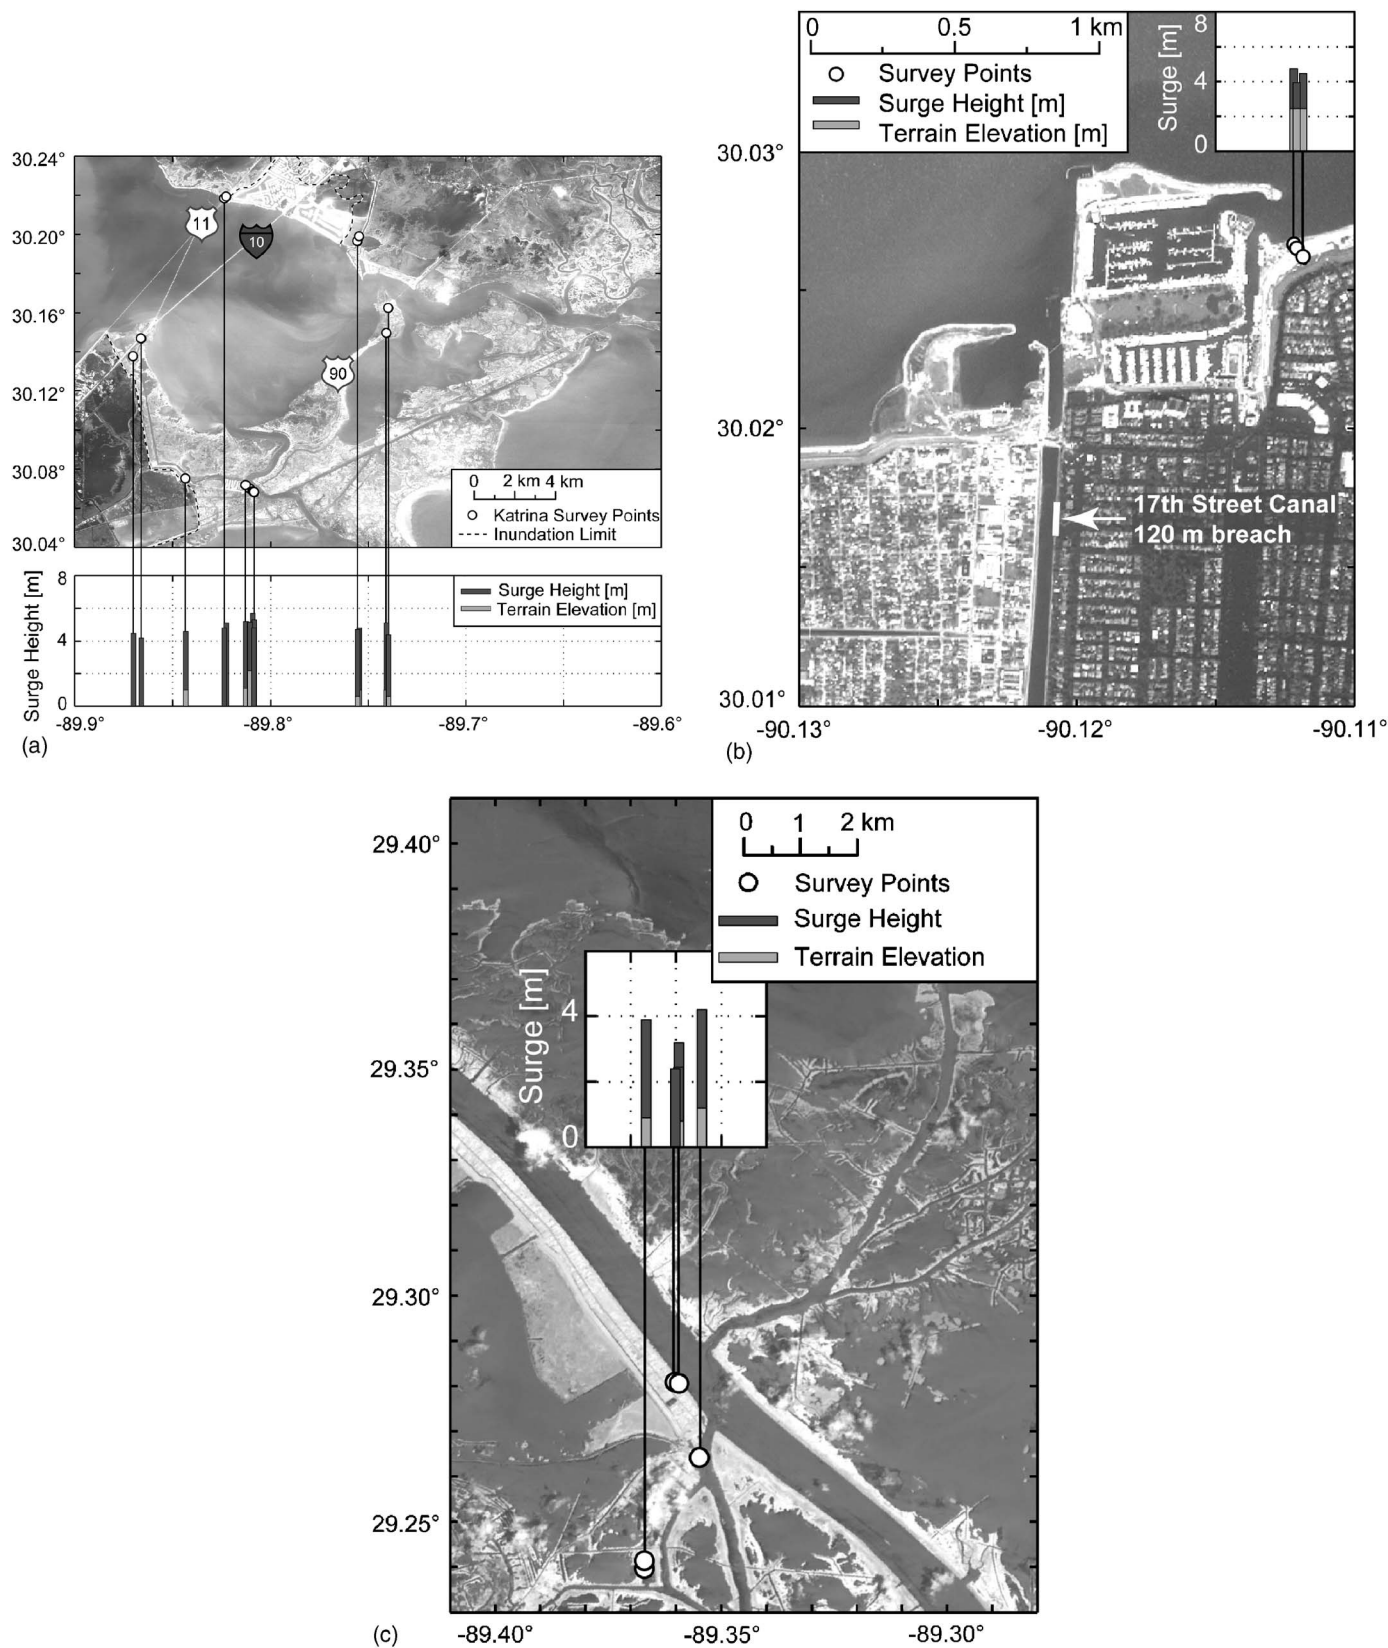 30.24°
30.20°
30.16°
30.12°
30.08°
30.04°
11
10
90
0 2 km 4 km
Katrina Survey Points
Inundation Limit
Surge Height [m]
8
4
0
Surge Height [m]
Terrain Elevation [m]
-89.9° -89.8° -89.7° -89.6°
(a)
0 0.5 1 km
Survey Points
Surge Height [m]
Terrain Elevation [m]
Surge [m]
8
4
0
30.03°
30.02°
30.01°
17th Street Canal
120 m breach
-90.13° -90.12° -90.11°
(b)
0 1 2 km
Survey Points
Surge Height
Terrain Elevation
Surge [m]
4
0
29.40°
29.35°
29.30°
29.25°
-89.40° -89.35° -89.30°
(c)